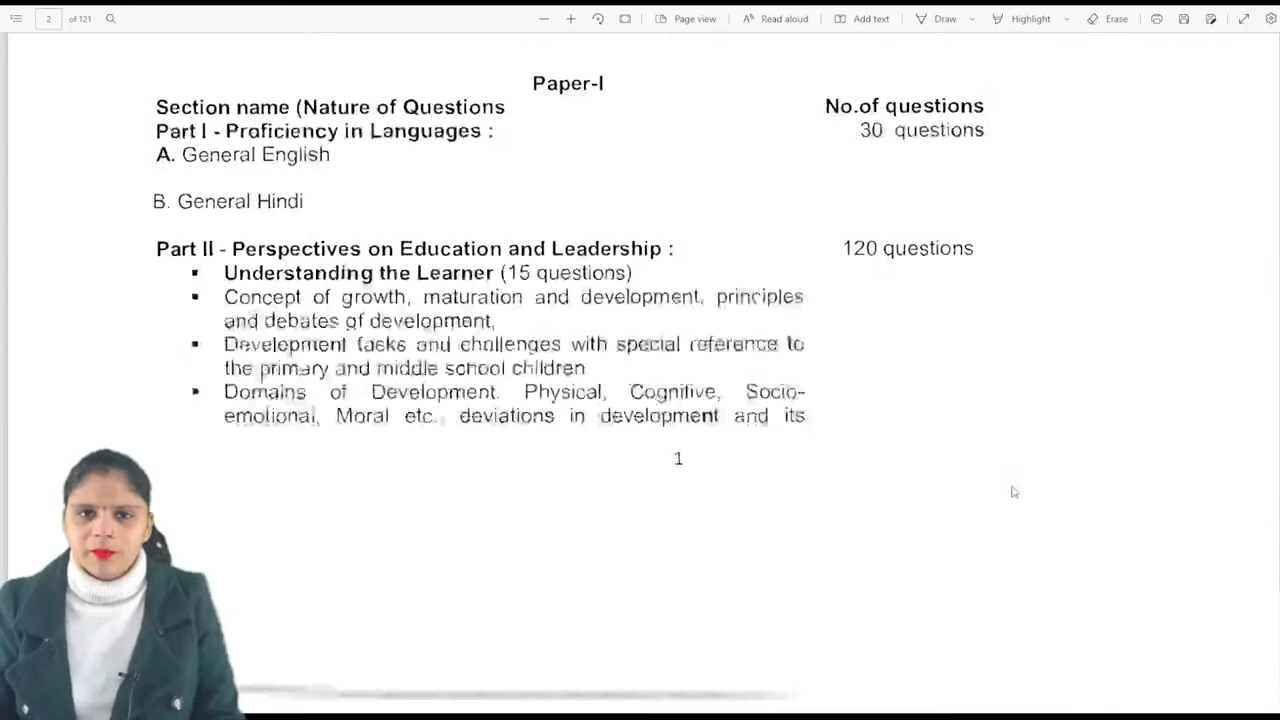 2 of 121 Page view Read aloud Add text Draw Highlight Erase
Paper-I
Section name (Nature of Questions No.of questions
Part I - Proficiency in Languages : 30 questions
A. General English
B. General Hindi
Part II - Perspectives on Education and Leadership : 120 questions
▪ Understanding the Learner (15 questions)
▪ Concept of growth, maturation and development, principles
and debates of development,
▪ Development tasks and challenges with special reference to
the primary and middle school children
▪ Domains of Development. Physical, Cognitive, Socio-
emotional, Moral etc., deviations in development and its
1